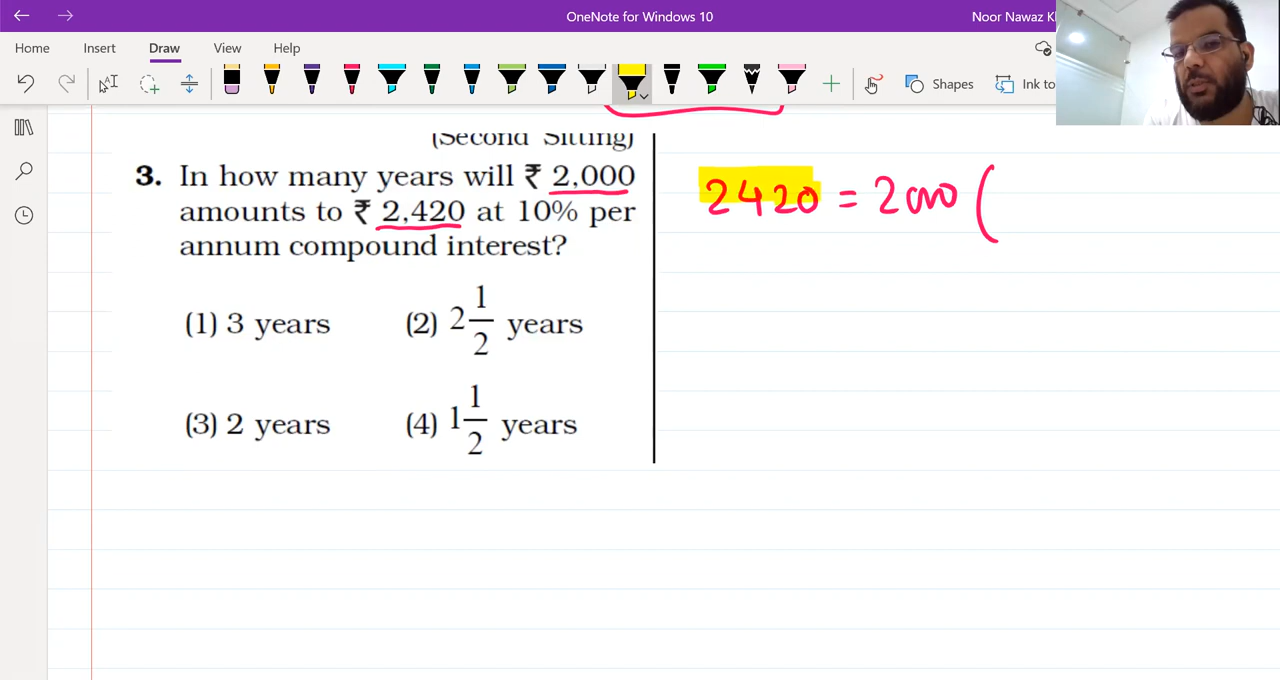 OneNote for Windows 10
Noor Nawaz Kh
Home Insert Draw View Help
Shapes
Ink to
(Second Sitting)
3. In how many years will ₹ 2,000
amounts to ₹ 2,420 at 10% per
annum compound interest?
(1) 3 years (2) 2 1/2 years
(3) 2 years (4) 1 1/2 years
2420 = 2000 (